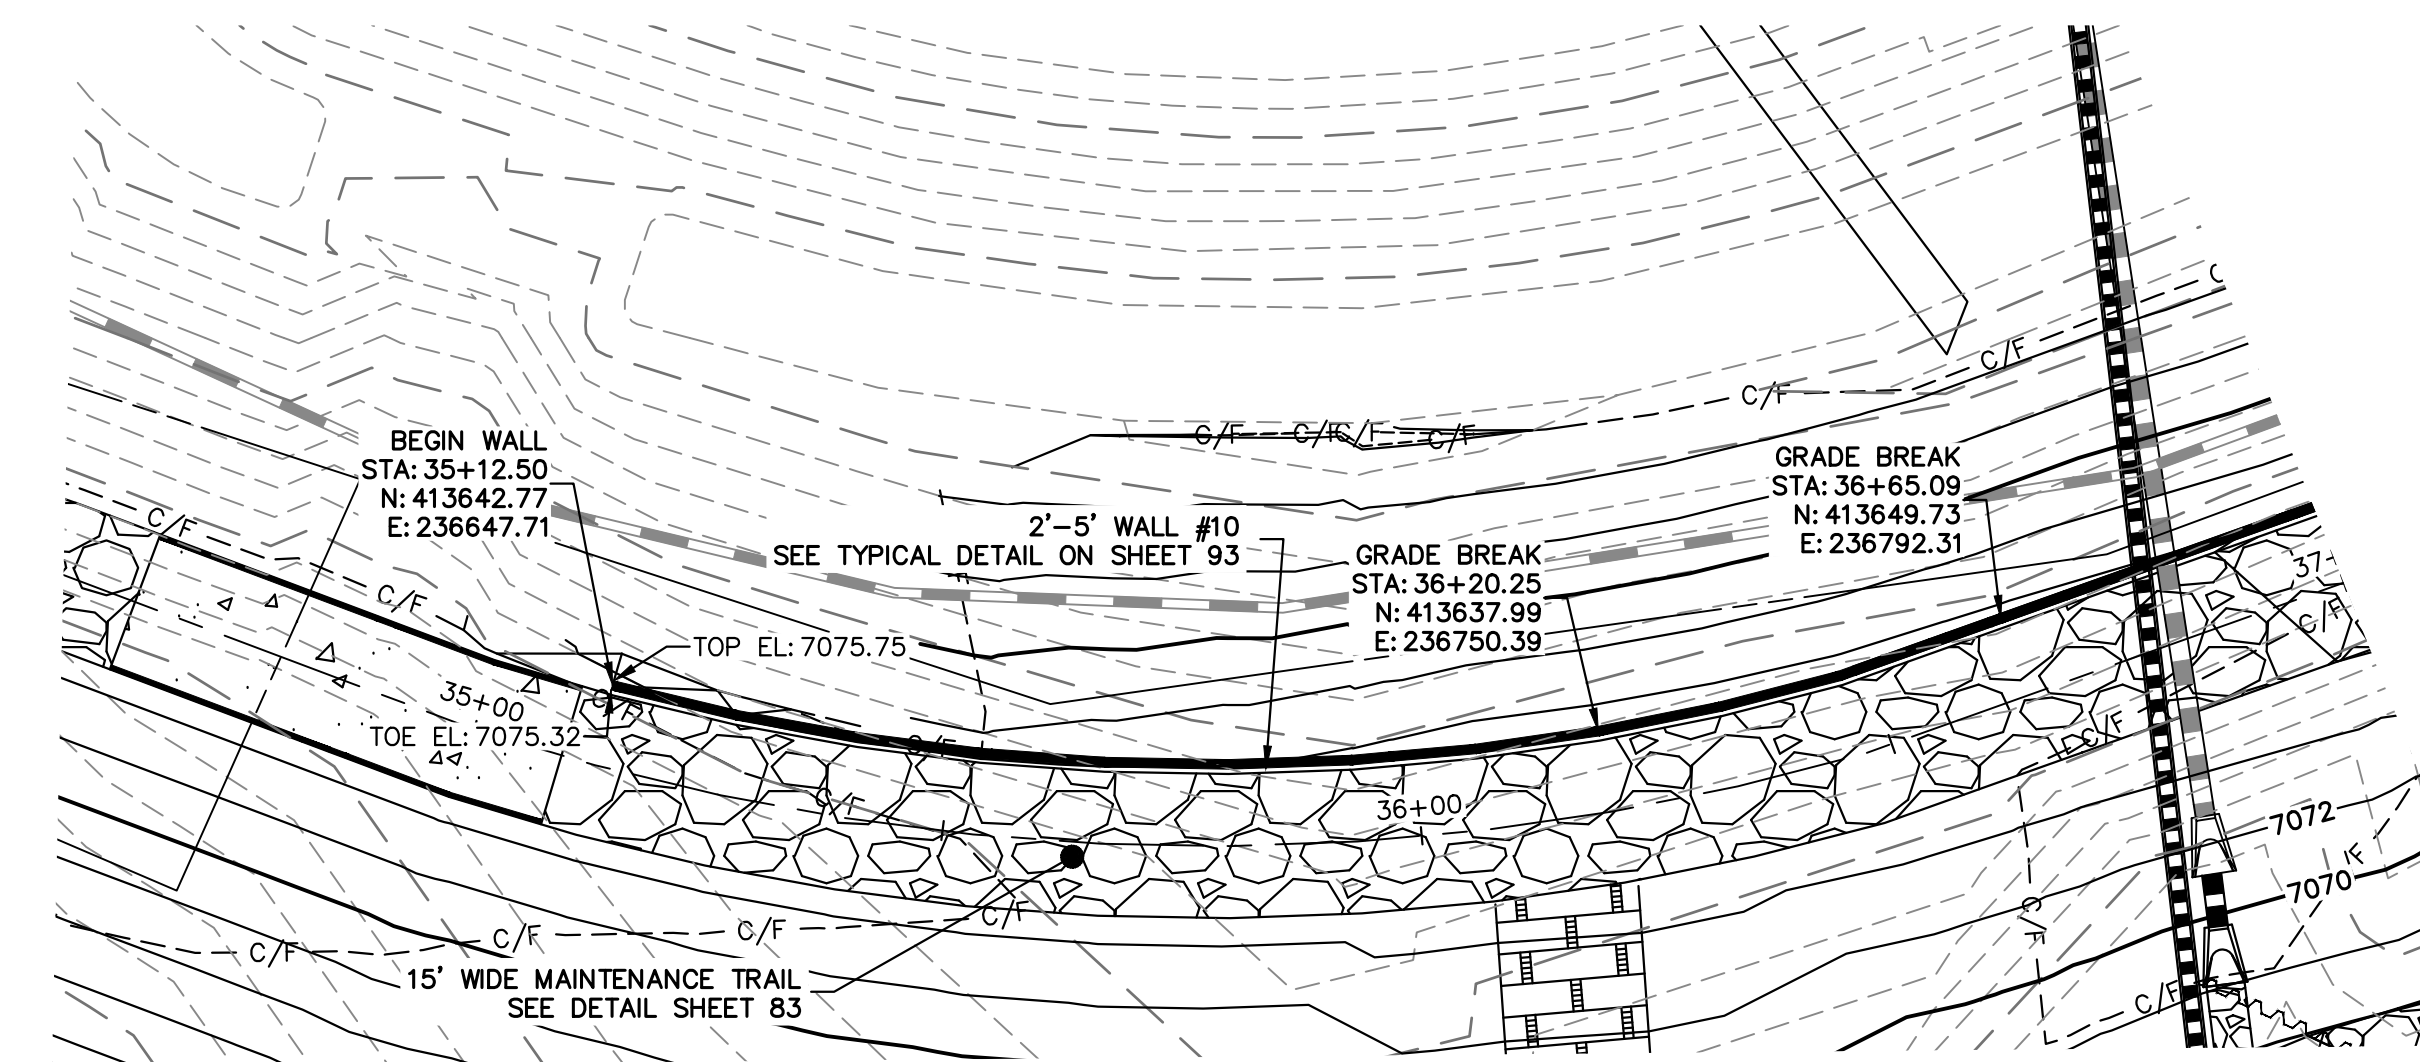 C
C/F
C/F
C/F
C/F
C/F
C/F
BEGIN WALL
STA: 35+12.50
N: 413642.77
E: 236647.71
GRADE BREAK
STA: 36+65.09
N: 413649.73
E: 236792.31
2'-5' WALL #10
SEE TYPICAL DETAIL ON SHEET 93
GRADE BREAK
STA: 36+20.25
N: 413637.99
E: 236750.39
C/F
C/F
37+
C/F
TOP EL: 7075.75
35+00
C/F
TOE EL: 7075.32
C/F
C/F
C/F
36+00
7072
/F
7070
C/F
C/F
C/F
C/F
C/F
C/F
15' WIDE MAINTENANCE TRAIL
SEE DETAIL SHEET 83
C/F